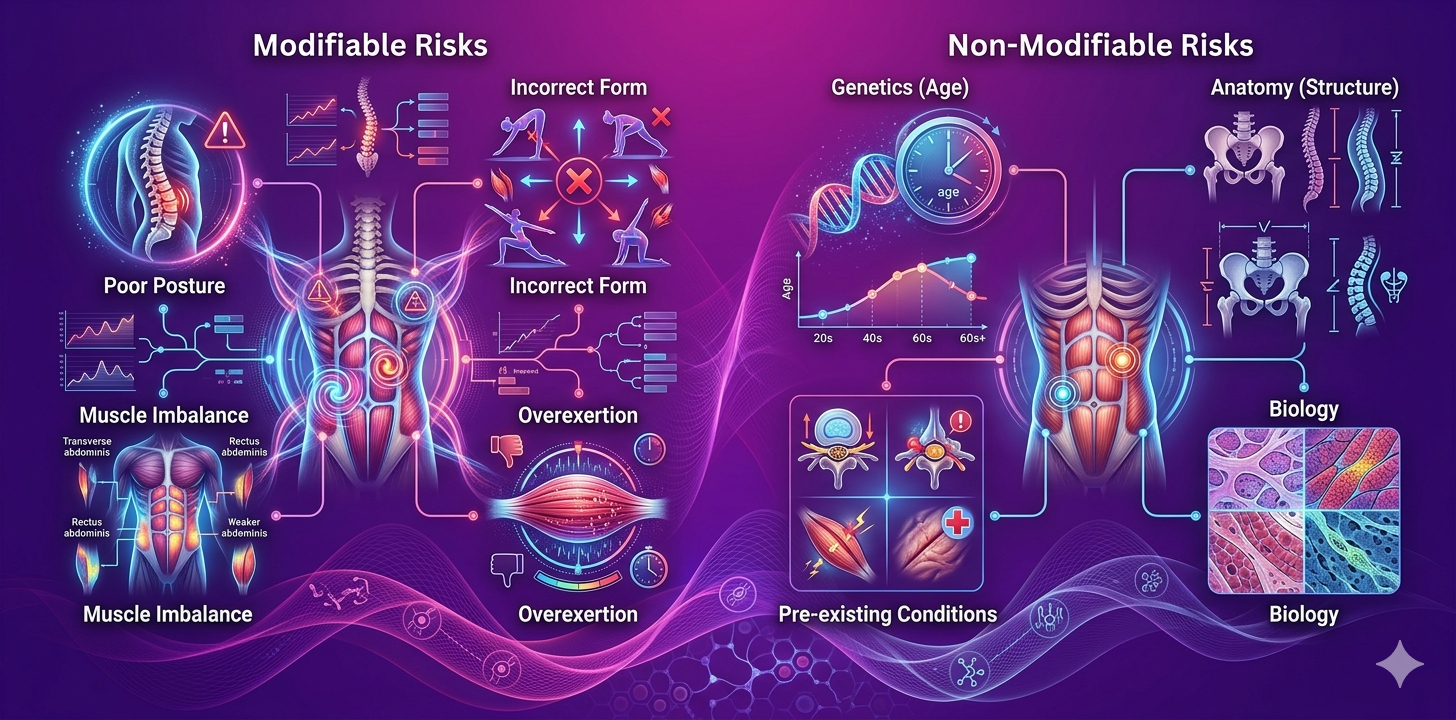 Modifiable Risks
Incorrect Form
Poor Posture
Incorrect Form
Muscle Imbalance
Overexertion
Transverse
abdominis
Rectus
abdeminis
Rectus
abdominis
Weaker
abdeminis
Muscle Imbalance
Overexertion
Non-Modifiable Risks
Genetics (Age)
Anatomy (Structure)
age
V
Age
20s
40s
60s
60s+
Biology
Pre-existing Conditions
Biology